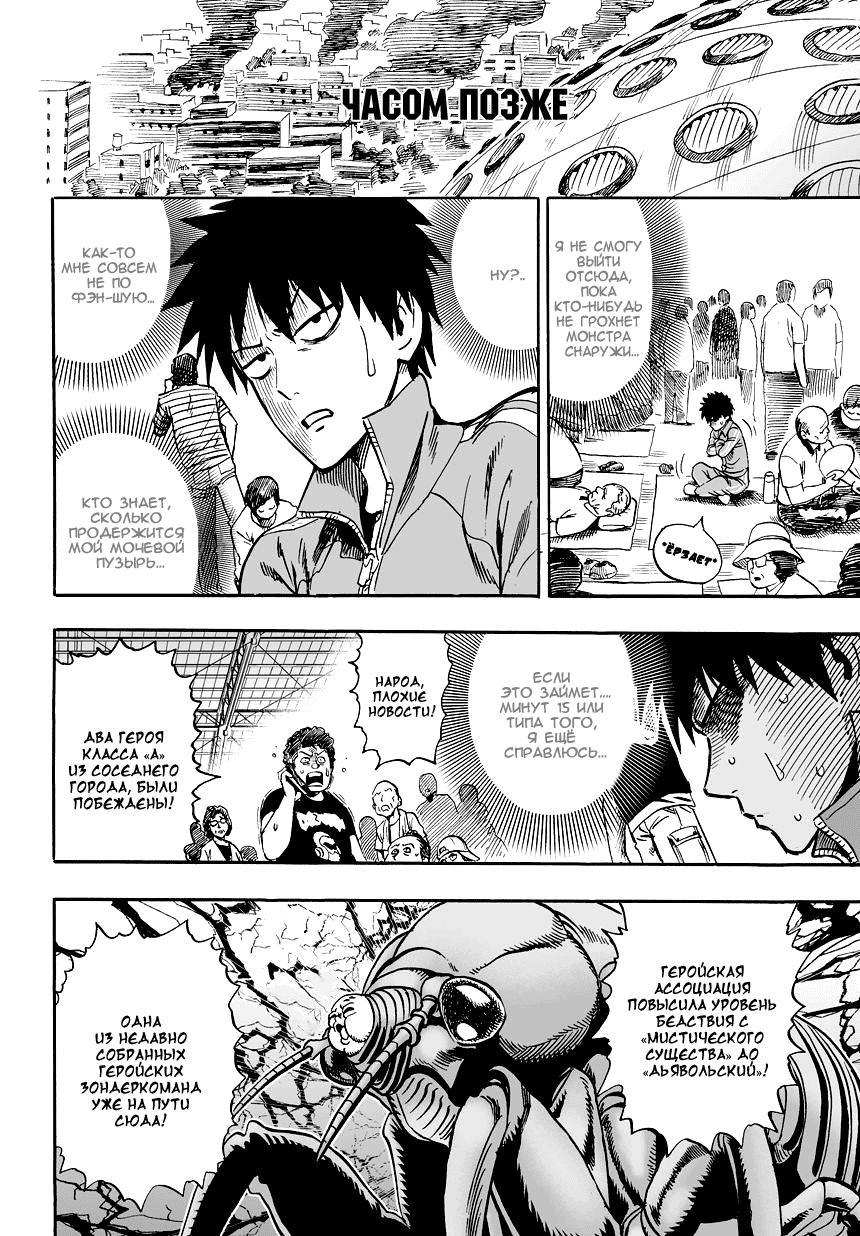 ЧАСОМ ПОЗЖЕ
Я НЕ СМОГУ
ВЫЙТИ
ОТСЮДА,
ПОКА
КТО-НИБУДЬ
НЕ ГРОХНЕТ
МОНСТРА
СНАРУЖИ...
*ЁРЗАЕТ*
НУ?..
КАК-ТО
МНЕ СОВСЕМ
НЕ ПО
ФЭН-ШУЮ...
КТО ЗНАЕТ,
СКОЛЬКО
ПРОДЕРЖИТСЯ
МОЙ МОЧЕВОЙ
ПУЗЫРЬ...
ЕСЛИ
ЭТО ЗАЙМЕТ....
МИНУТ 15 ИЛИ
ТИПА ТОГО,
Я ЕЩЁ
СПРАВЛЮСЬ...
НАРОД,
ПЛОХИЕ
НОВОСТИ!
ДВА ГЕРОЯ
КЛАССА «А»
ИЗ СОСЕДНЕГО
ГОРОДА, БЫЛИ
ПОБЕЖДЕНЫ!
ГЕРОЙСКАЯ
АССОЦИАЦИЯ
ПОВЫСИЛА УРОВЕНЬ
БЕДСТВИЯ С
«МИСТИЧЕСКОГО
СУЩЕСТВА» ДО
«ДЬЯВОЛЬСКИЙ»!
ОДНА
ИЗ НЕДАВНО
СОБРАННЫХ
ГЕРОЙСКИХ
ЗОНДЕРКОМАНД
УЖЕ НА ПУТИ
СЮДА!